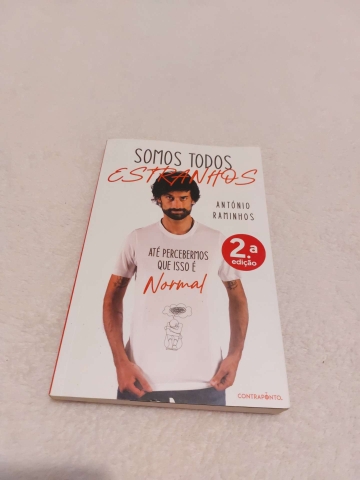 SOMOS TODOS
ESTRANHOS
ANTÓNIO
RAMINHOS
ATÉ PERCEBERMOS
QUE ISSO É
Normal
2.a
edição
CONTRAPONTO.